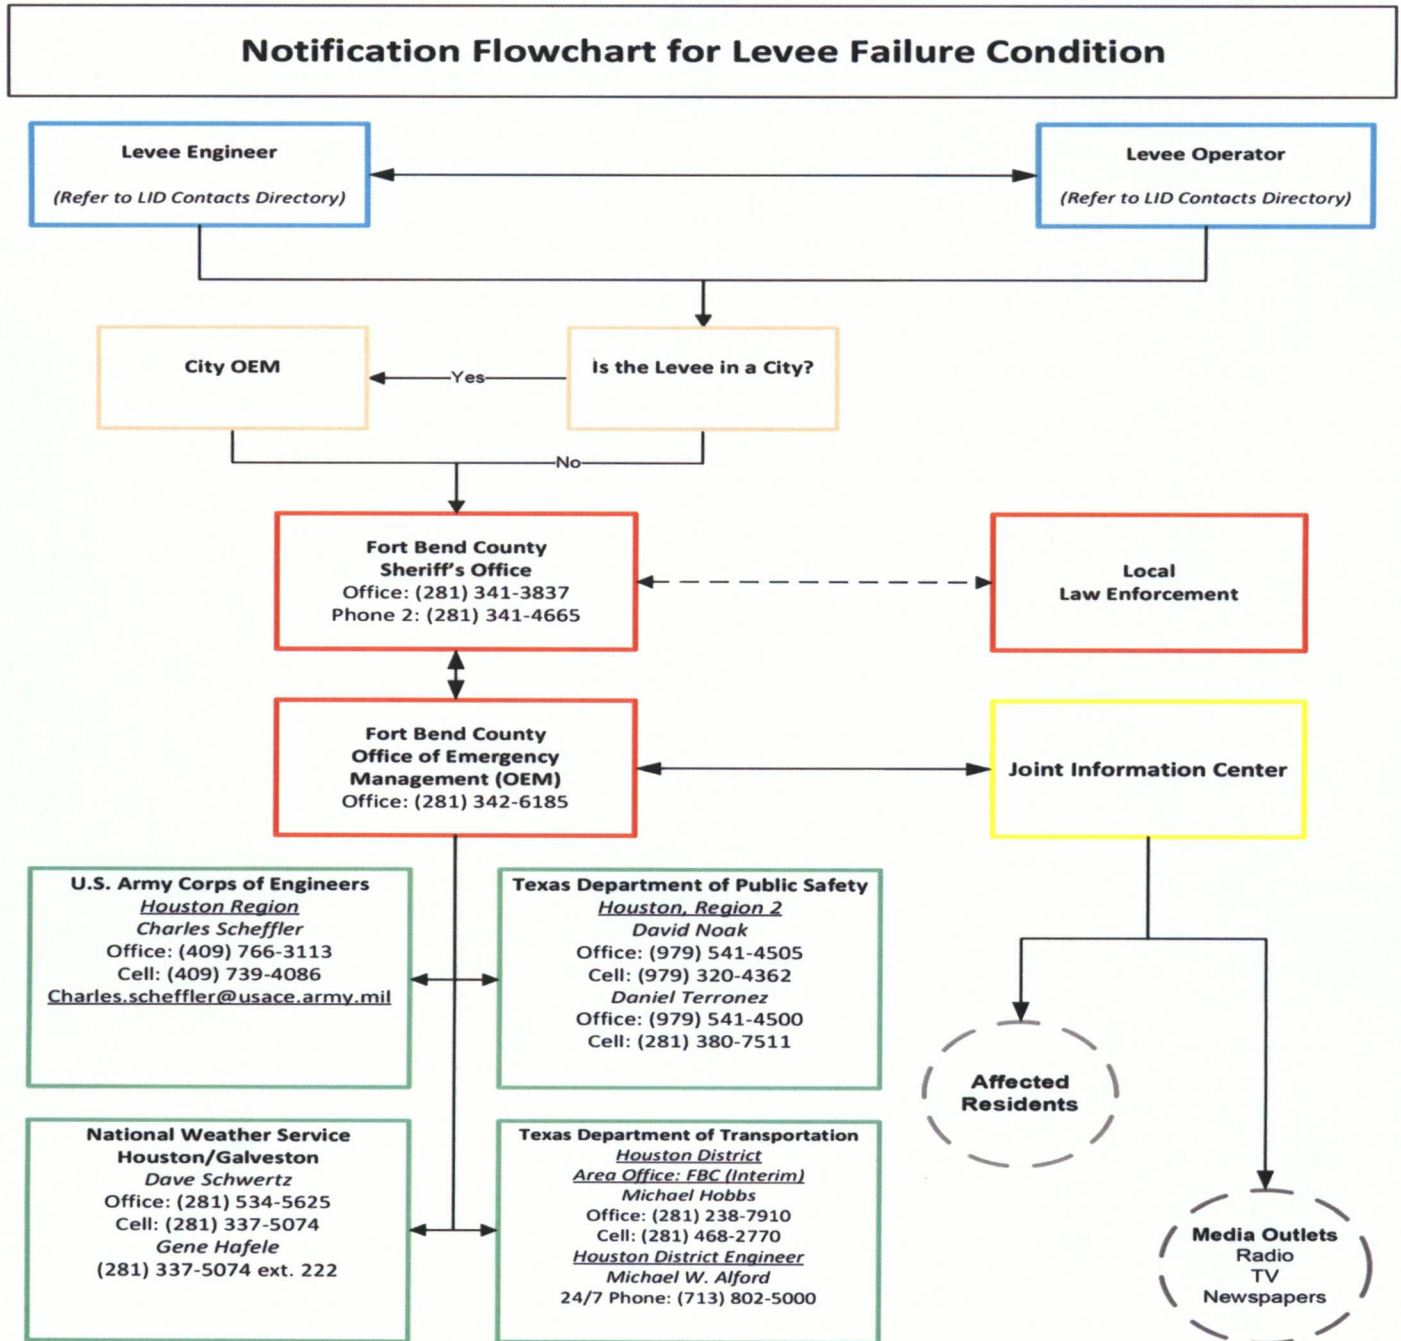 Notification Flowchart for Levee Failure Condition
Levee Engineer
(Refer to LID Contacts Directory)
Levee Operator
(Refer to LID Contacts Directory)
City OEM
Yes
Is the Levee in a City?
No
Fort Bend County
Sheriff's Office
Office: (281) 341-3837
Phone 2: (281) 341-4665
Local
Law Enforcement
Fort Bend County
Office of Emergency
Management (OEM)
Office: (281) 342-6185
Joint Information Center
U.S. Army Corps of Engineers
Houston Region
Charles Scheffler
Office: (409) 766-3113
Cell: (409) 739-4086
Charles.scheffler@usace.army.mil
Texas Department of Public Safety
Houston, Region 2
David Noak
Office: (979) 541-4505
Cell: (979) 320-4362
Daniel Terronez
Office: (979) 541-4500
Cell: (281) 380-7511
Affected
Residents
National Weather Service
Houston/Galveston
Dave Schwertz
Office: (281) 534-5625
Cell: (281) 337-5074
Gene Hafele
(281) 337-5074 ext. 222
Texas Department of Transportation
Houston District
Area Office: FBC (Interim)
Michael Hobbs
Office: (281) 238-7910
Cell: (281) 468-2770
Houston District Engineer
Michael W. Alford
24/7 Phone: (713) 802-5000
Media Outlets
Radio
TV
Newspapers